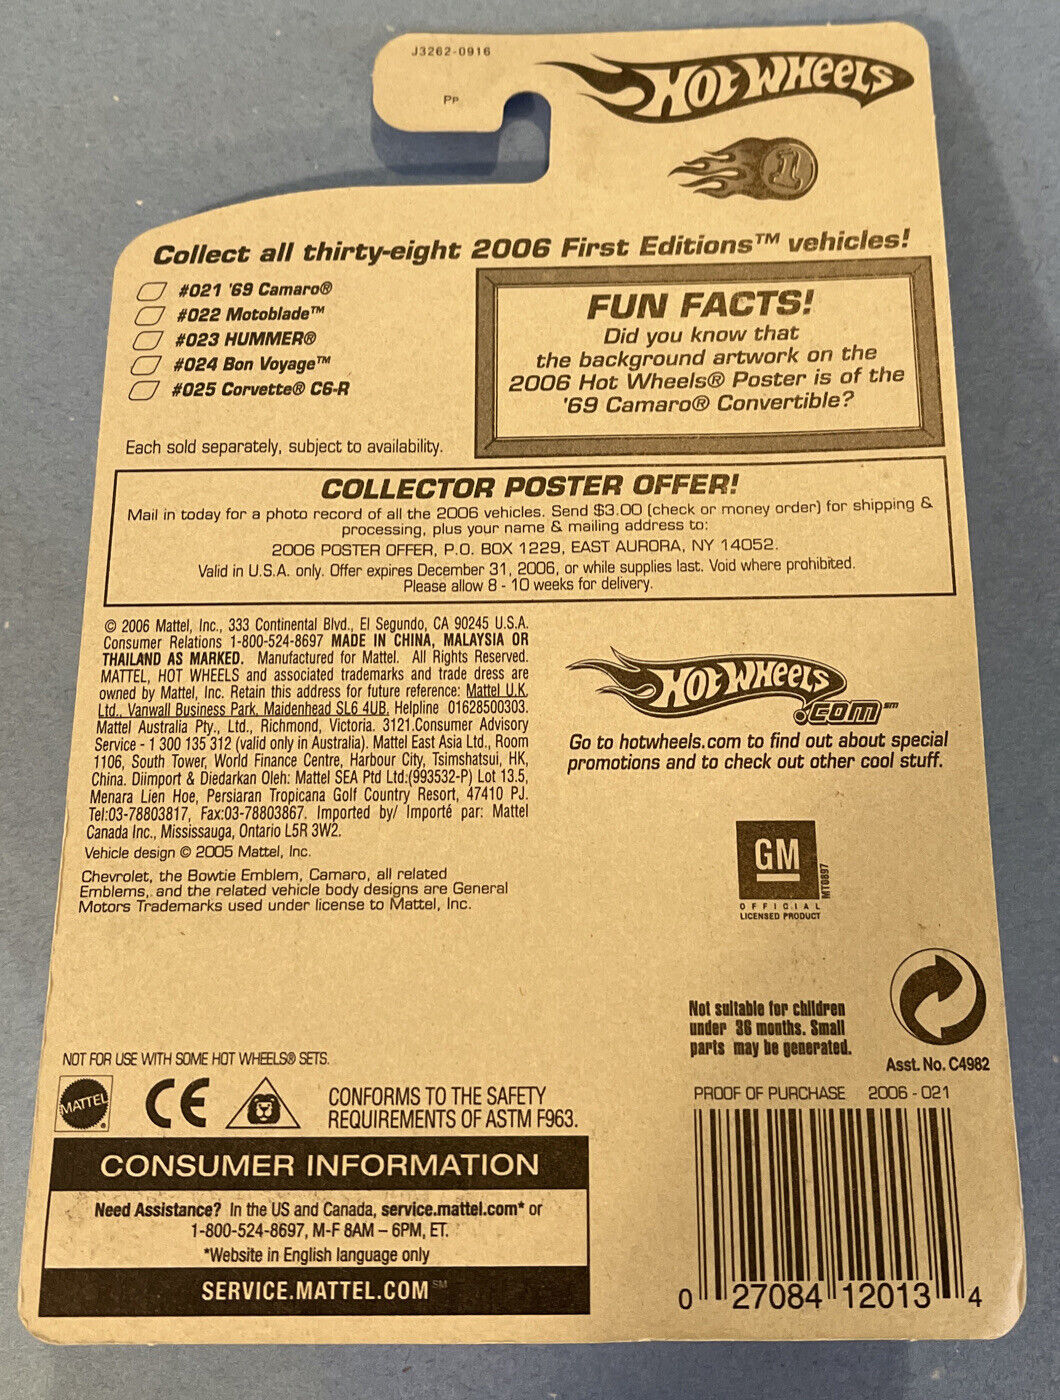 J3262-0916
Pp
HOT WHEELS
1
Collect all thirty-eight 2006 First Editions™ vehicles!
#021 '69 Camaro®
#022 Motoblade™
#023 HUMMER®
#024 Bon Voyage™
#025 Corvette® C6-R
Each sold separately, subject to availability.
FUN FACTS!
Did you know that
the background artwork on the
2006 Hot Wheels® Poster is of the
'69 Camaro® Convertible?
COLLECTOR POSTER OFFER!
Mail in today for a photo record of all the 2006 vehicles. Send $3.00 (check or money order) for shipping &
processing, plus your name & mailing address to:
2006 POSTER OFFER, P.O. BOX 1229, EAST AURORA, NY 14052.
Valid in U.S.A. only. Offer expires December 31, 2006, or while supplies last. Void where prohibited.
Please allow 8 - 10 weeks for delivery.
© 2006 Mattel, Inc., 333 Continental Blvd., El Segundo, CA 90245 U.S.A.
Consumer Relations 1-800-524-8697 MADE IN CHINA, MALAYSIA OR
THAILAND AS MARKED. Manufactured for Mattel. All Rights Reserved.
MATTEL, HOT WHEELS and associated trademarks and trade dress are
owned by Mattel, Inc. Retain this address for future reference: Mattel U.K.
Ltd., Vanwall Business Park, Maidenhead SL6 4UB. Helpline 01628500303.
Mattel Australia Pty., Ltd., Richmond, Victoria. 3121.Consumer Advisory
Service - 1 300 135 312 (valid only in Australia). Mattel East Asia Ltd., Room
1106, South Tower, World Finance Centre, Harbour City, Tsimshatsui, HK,
China. Diimport & Diedarkan Oleh: Mattel SEA Ptd Ltd.(993532-P) Lot 13.5,
Menara Lien Hoe, Persiaran Tropicana Golf Country Resort, 47410 PJ.
Tel:03-78803817, Fax:03-78803867. Imported by/ Importé par: Mattel
Canada Inc., Mississauga, Ontario L5R 3W2.
Vehicle design © 2005 Mattel, Inc.
Chevrolet, the Bowtie Emblem, Camaro, all related
Emblems, and the related vehicle body designs are General
Motors Trademarks used under license to Mattel, Inc.
HOT WHEELS
.COM℠
Go to hotwheels.com to find out about special
promotions and to check out other cool stuff.
GM
MT0897
OFFICIAL
LICENSED PRODUCT
Not suitable for children
under 36 months. Small
parts may be generated.
Asst. No. C4982
NOT FOR USE WITH SOME HOT WHEELS® SETS.
MATTEL®
CE
CONFORMS TO THE SAFETY
REQUIREMENTS OF ASTM F963.
PROOF OF PURCHASE 2006 - 021
CONSUMER INFORMATION
Need Assistance? In the US and Canada, service.mattel.com* or
1-800-524-8697, M-F 8AM – 6PM, ET.
*Website in English language only
SERVICE.MATTEL.COM℠
0 27084 12013 4